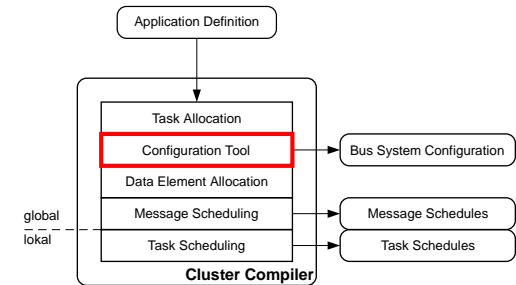 Application Definition
Task Allocation
Configuration Tool
Bus System Configuration
Data Element Allocation
global
Message Scheduling
Message Schedules
lokal
Task Scheduling
Task Schedules
Cluster Compiler